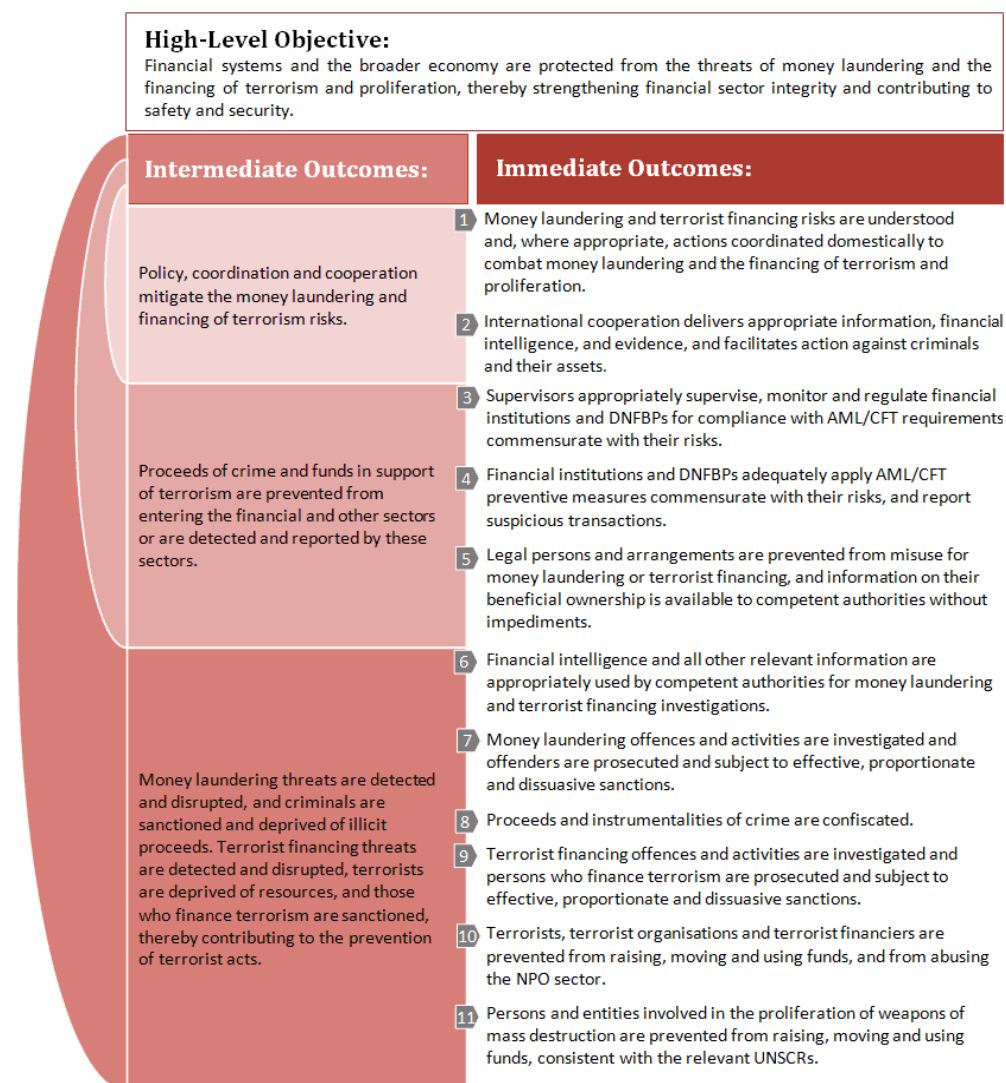 High-Level Objective:
Financial systems and the broader economy are protected from the threats of money laundering and the
financing of terrorism and proliferation, thereby strengthening financial sector integrity and contributing to
safety and security.
Intermediate Outcomes:
Immediate Outcomes:
Policy, coordination and cooperation
mitigate the money laundering and
financing of terrorism risks.
1 Money laundering and terrorist financing risks are understood
and, where appropriate, actions coordinated domestically to
combat money laundering and the financing of terrorism and
proliferation.
2 International cooperation delivers appropriate information, financial
intelligence, and evidence, and facilitates action against criminals
and their assets.
Proceeds of crime and funds in support
of terrorism are prevented from
entering the financial and other sectors
or are detected and reported by these
sectors.
3 Supervisors appropriately supervise, monitor and regulate financial
institutions and DNFBPs for compliance with AML/CFT requirements
commensurate with their risks.
4 Financial institutions and DNFBPs adequately apply AML/CFT
preventive measures commensurate with their risks, and report
suspicious transactions.
5 Legal persons and arrangements are prevented from misuse for
money laundering or terrorist financing, and information on their
beneficial ownership is available to competent authorities without
impediments.
Money laundering threats are detected
and disrupted, and criminals are
sanctioned and deprived of illicit
proceeds. Terrorist financing threats
are detected and disrupted, terrorists
are deprived of resources, and those
who finance terrorism are sanctioned,
thereby contributing to the prevention
of terrorist acts.
6 Financial intelligence and all other relevant information are
appropriately used by competent authorities for money laundering
and terrorist financing investigations.
7 Money laundering offences and activities are investigated and
offenders are prosecuted and subject to effective, proportionate
and dissuasive sanctions.
8 Proceeds and instrumentalities of crime are confiscated.
9 Terrorist financing offences and activities are investigated and
persons who finance terrorism are prosecuted and subject to
effective, proportionate and dissuasive sanctions.
10 Terrorists, terrorist organisations and terrorist financiers are
prevented from raising, moving and using funds, and from abusing
the NPO sector.
11 Persons and entities involved in the proliferation of weapons of
mass destruction are prevented from raising, moving and using
funds, consistent with the relevant UNSCRs.